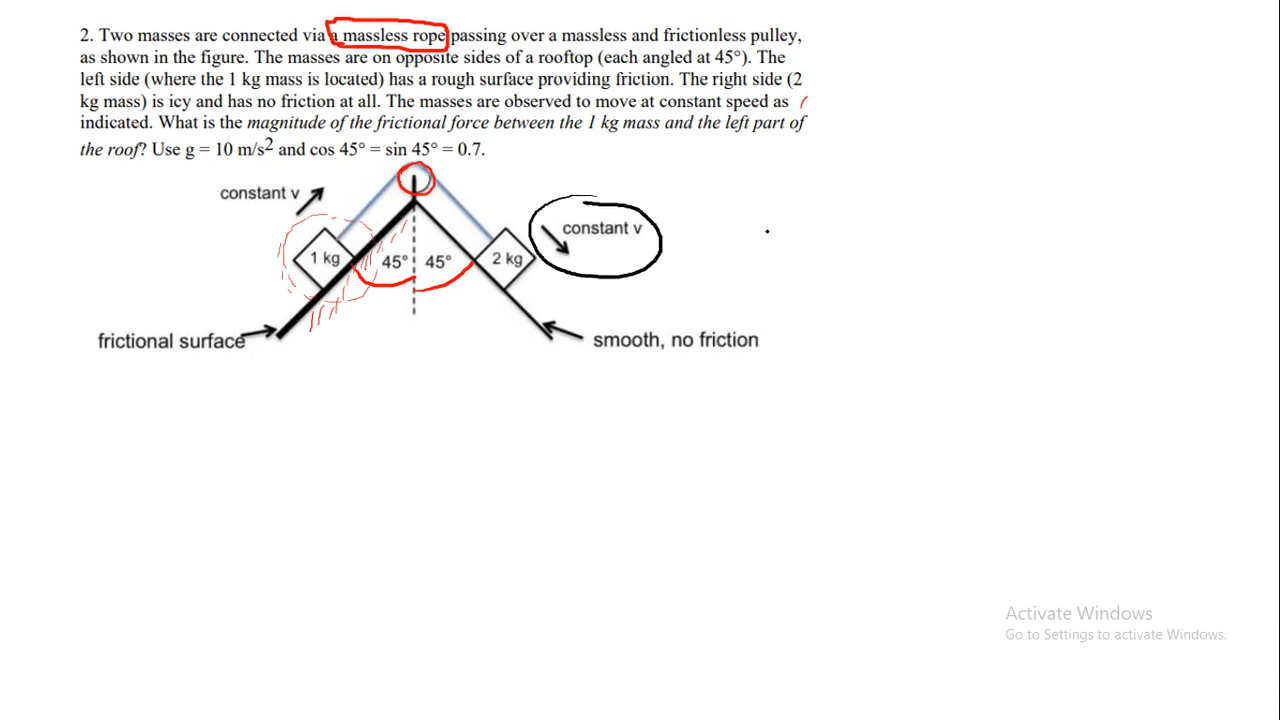 2. Two masses are connected via a massless rope passing over a massless and frictionless pulley,
as shown in the figure. The masses are on opposite sides of a rooftop (each angled at 45°). The
left side (where the 1 kg mass is located) has a rough surface providing friction. The right side (2
kg mass) is icy and has no friction at all. The masses are observed to move at constant speed as
indicated. What is the magnitude of the frictional force between the 1 kg mass and the left part of
the roof? Use g = 10 m/s2 and cos 45° = sin 45° = 0.7.
constant v
constant v
1 kg
45°
45°
2 kg
frictional surface
smooth, no friction
Activate Windows
Go to Settings to activate Windows.